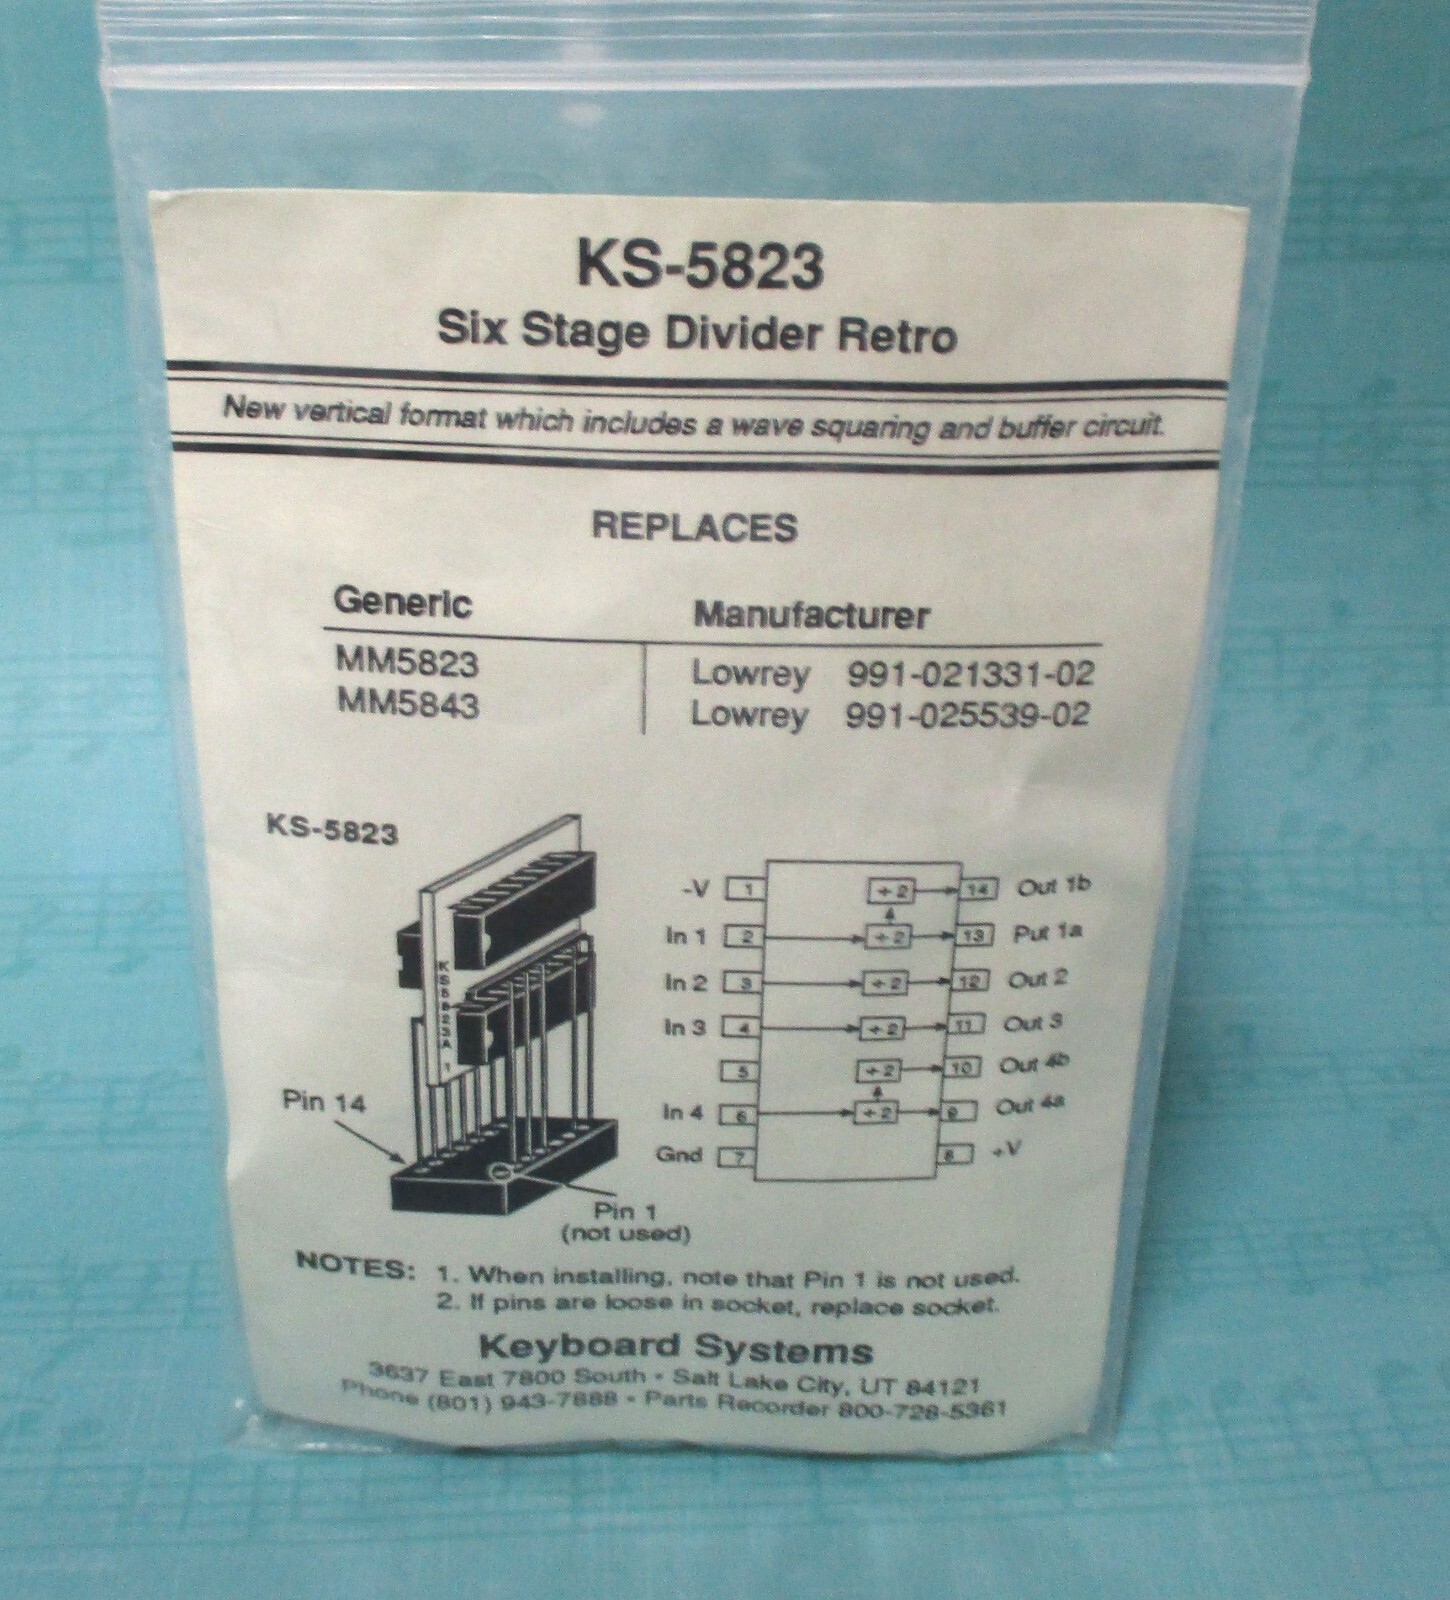 KS-5823
Six Stage Divider Retro
New vertical format which includes a wave squaring and buffer circuit.
REPLACES
Generic Manufacturer
MM5823 Lowrey 991-021331-02
MM5843 Lowrey 991-025539-02
KS-5823
KS5823A
1
Pin 14
Pin 1
(not used)
-V 1 ÷2 14 Out 1b
In 1 2 ÷2 13 Put 1a
In 2 3 ÷2 12 Out 2
In 3 4 ÷2 11 Out 3
5 ÷2 10 Out 4b
In 4 6 ÷2 9 Out 4a
Gnd 7 8 +V
NOTES: 1. When installing, note that Pin 1 is not used.
2. If pins are loose in socket, replace socket.
Keyboard Systems
3637 East 7800 South • Salt Lake City, UT 84121
Phone (801) 943-7888 • Parts Recorder 800-728-5361